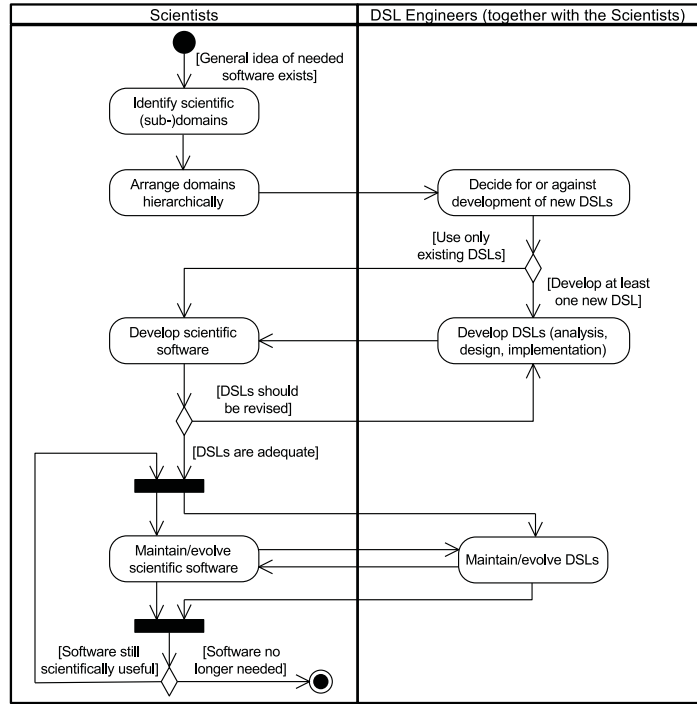 Scientists
DSL Engineers (together with the Scientists)
[General idea of needed
software exists]
Identify scientific
(sub-)domains
Arrange domains
hierarchically
Decide for or against
development of new DSLs
[Use only
existing DSLs]
[Develop at least
one new DSL]
Develop scientific
software
Develop DSLs (analysis,
design, implementation)
[DSLs should
be revised]
[DSLs are adequate]
Maintain/evolve
scientific software
Maintain/evolve DSLs
[Software still
scientifically useful]
[Software no
longer needed]